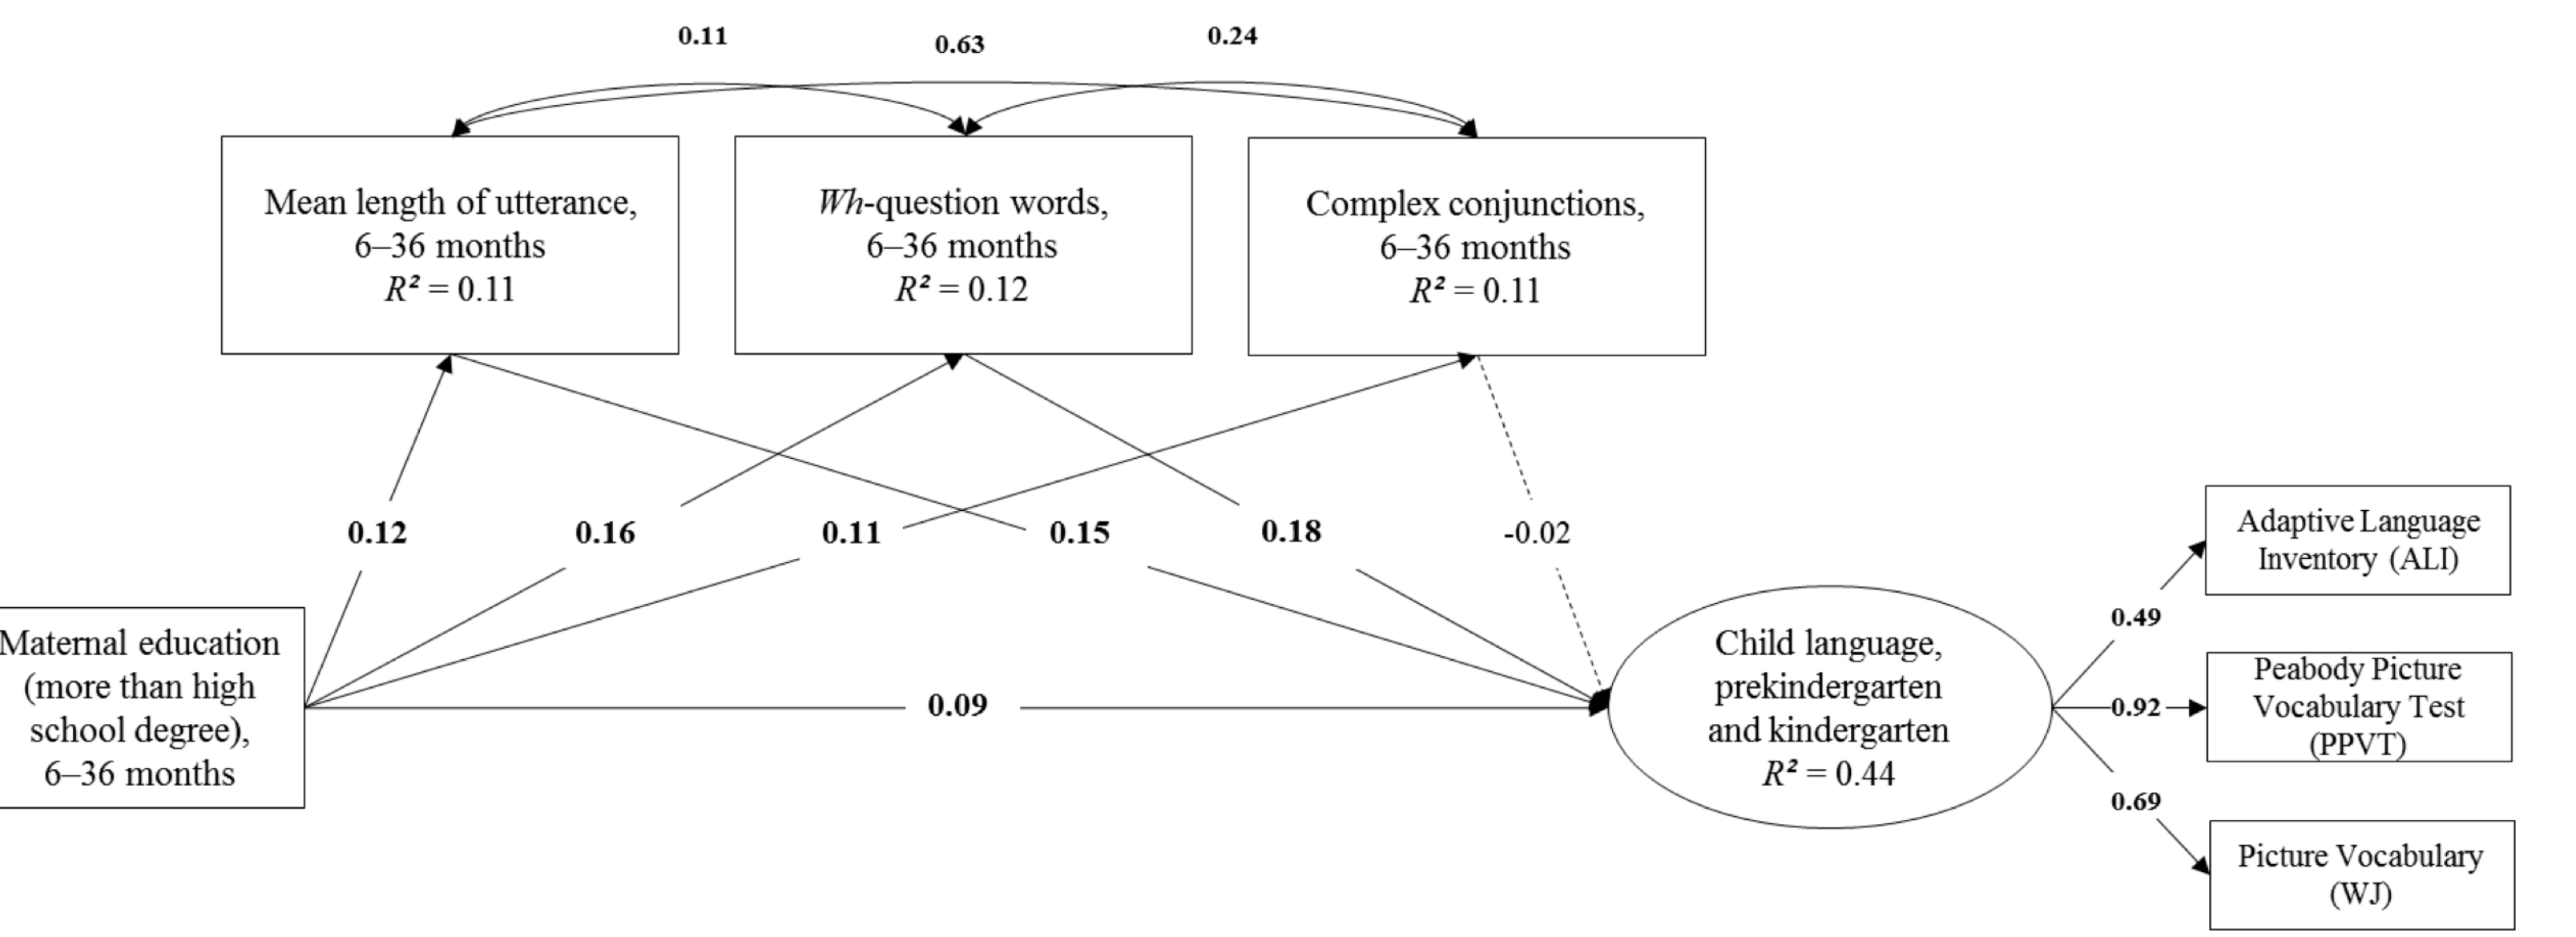 0.11
0.63
0.24
Mean length of utterance,
6–36 months
R² = 0.11
Wh-question words,
6–36 months
R² = 0.12
Complex conjunctions,
6–36 months
R² = 0.11
0.12
0.16
0.11
0.15
0.18
-0.02
Maternal education
(more than high
school degree),
6–36 months
0.09
Child language,
prekindergarten
and kindergarten
R² = 0.44
0.49
0.92
0.69
Adaptive Language
Inventory (ALI)
Peabody Picture
Vocabulary Test
(PPVT)
Picture Vocabulary
(WJ)